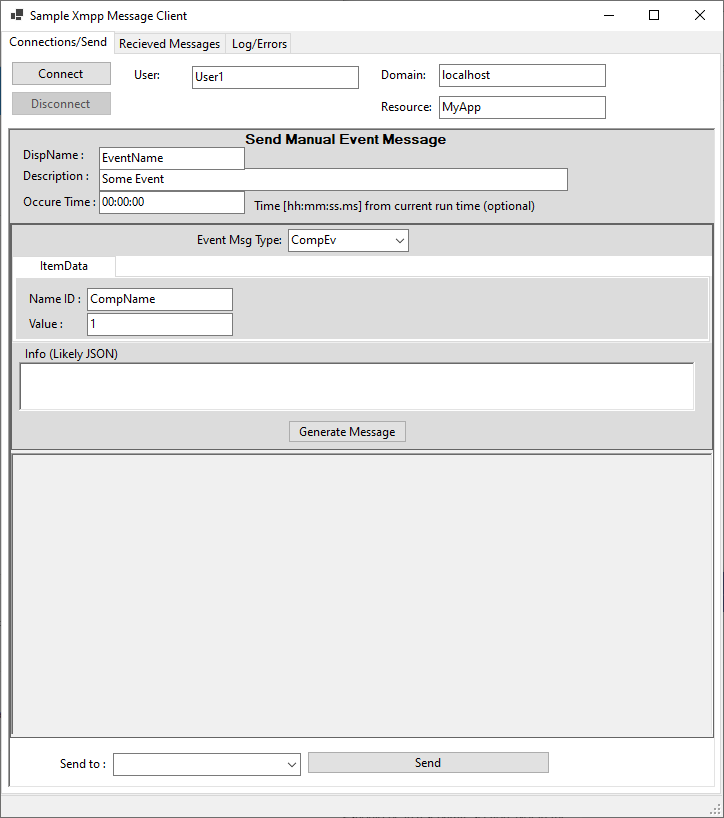 Sample Xmpp Message Client
Connections/Send Recieved Messages Log/Errors
Connect User: User1 Domain: localhost
Disconnect Resource: MyApp
Send Manual Event Message
DispName : EventName
Description : Some Event
Occure Time : 00:00:00 Time [hh:mm:ss.ms] from current run time (optional)
Event Msg Type: CompEv
ItemData
Name ID : CompName
Value : 1
Info (Likely JSON)
Generate Message
Send to : Send